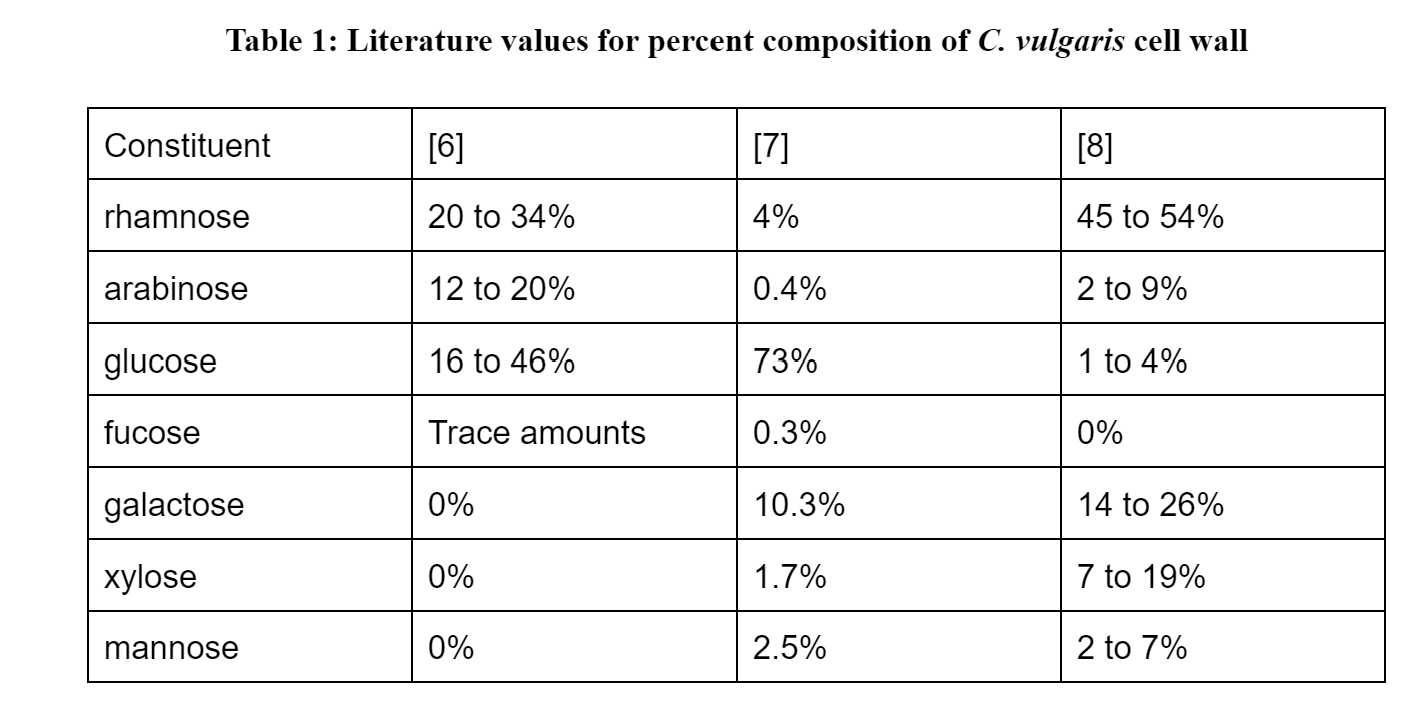 Table 1: Literature values for percent composition of C. vulgaris cell wall
Constituent [6] [7] [8]
rhamnose 20 to 34% 4% 45 to 54%
arabinose 12 to 20% 0.4% 2 to 9%
glucose 16 to 46% 73% 1 to 4%
fucose Trace amounts 0.3% 0%
galactose 0% 10.3% 14 to 26%
xylose 0% 1.7% 7 to 19%
mannose 0% 2.5% 2 to 7%